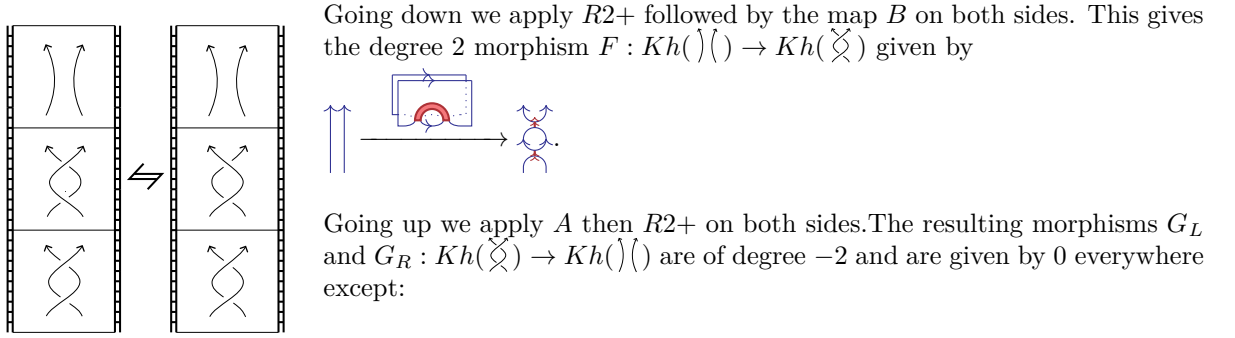 Going down we apply R2+ followed by the map B on both sides. This gives
the degree 2 morphism F : Kh( ) → Kh( ) given by
.
Going up we apply A then R2+ on both sides.The resulting morphisms G_L
and G_R : Kh( ) → Kh( ) are of degree −2 and are given by 0 everywhere
except: